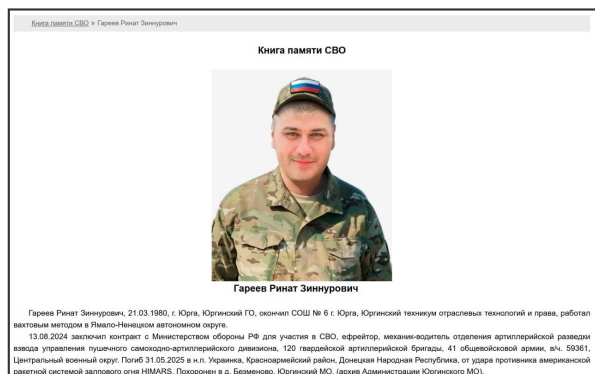 Книга памяти СВО » Гареев Ринат Зиннурович
Книга памяти СВО
Гареев Ринат Зиннурович
Гареев Ринат Зиннурович, 21.03.1980, г. Юрга, Юргинский ГО, окончил СОШ № 6 г. Юрга, Юргинский техникум отраслевых технологий и права, работал
вахтовым методом в Ямало-Ненецком автономном округе.
13.08.2024 заключил контракт с Министерством обороны РФ для участия в СВО, ефрейтор, механик-водитель отделения артиллерийской разведки
взвода управления пушечного самоходно-артиллерийского дивизиона, 120 гвардейской артиллерийской бригады, 41 общевойсковой армии, в/ч. 59361,
Центральный военный округ. Погиб 31.05.2025 в н.п. Украинка, Красноармейский район, Донецкая Народная Республика, от удара противника американской
ракетной системой залпового огня HIMARS. Похоронен в д. Безменово, Юргинский МО. (архив Администрации Юргинского МО).